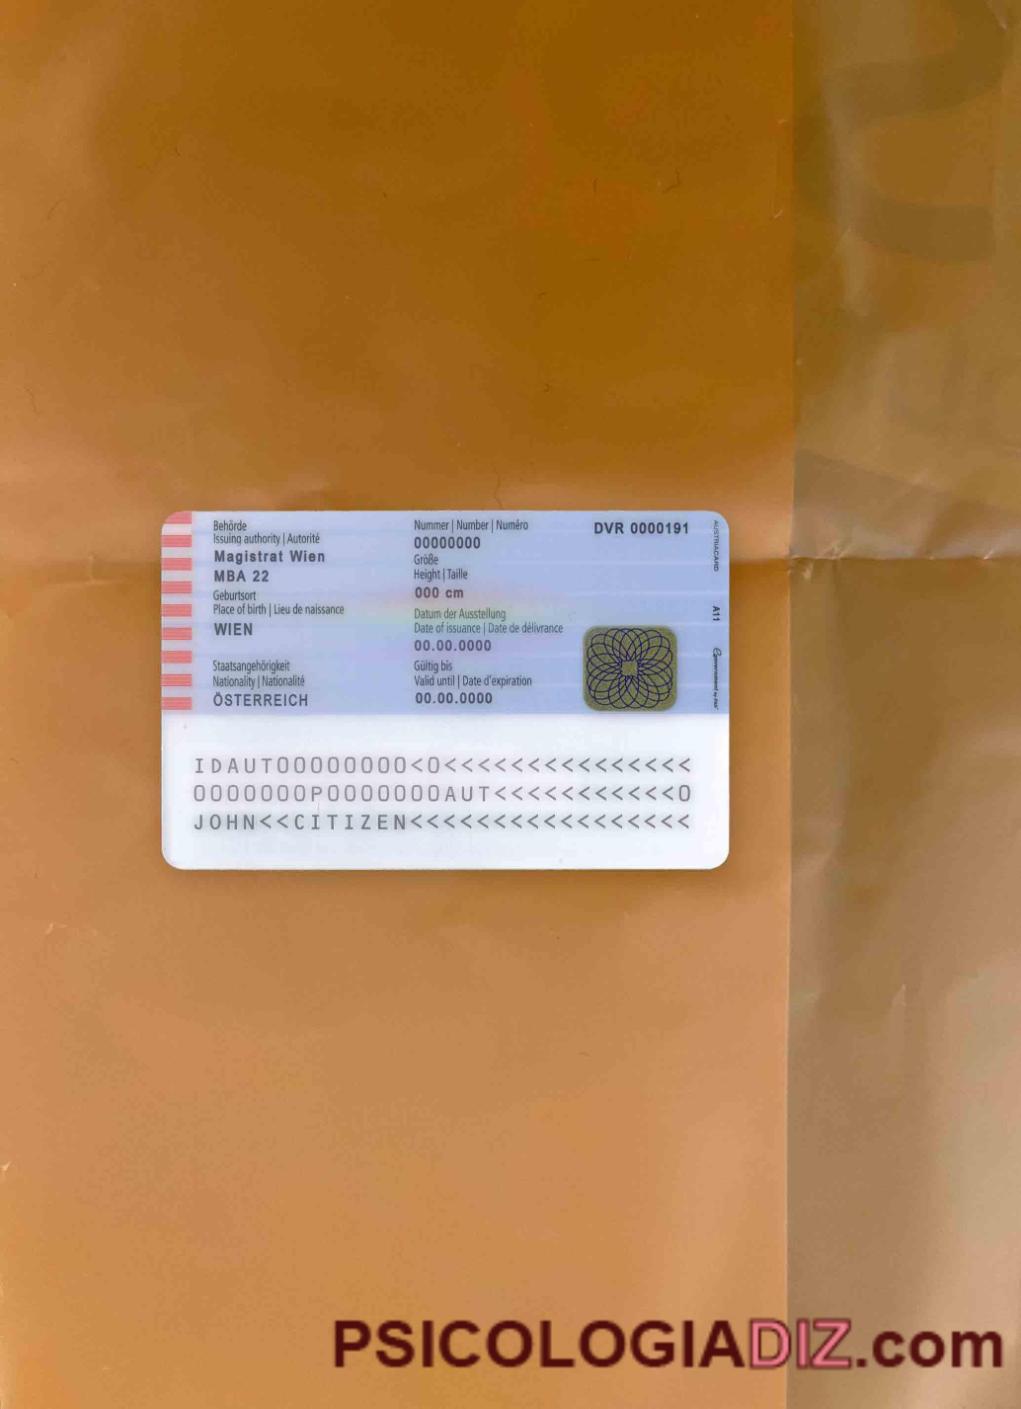 Behörde
Issuing authority | Autorité
Magistrat Wien
MBA 22
Geburtsort
Place of birth | Lieu de naissance
WIEN
Staatsangehörigkeit
Nationality | Nationalité
ÖSTERREICH
Nummer | Number | Numéro
00000000
Größe
Height | Taille
000 cm
Datum der Ausstellung
Date of issuance | Date de délivrance
00.00.0000
Gültig bis
Valid until | Date d'expiration
00.00.0000
DVR 0000191
AUSTRIACARD
A11
IDAUT00000000<0<<<<<<<<<<<<<<<
0000000P0000000AUT<<<<<<<<<<<0
JOHN<<CITIZEN<<<<<<<<<<<<<<<<<
PSICOLOGIADIZ.com